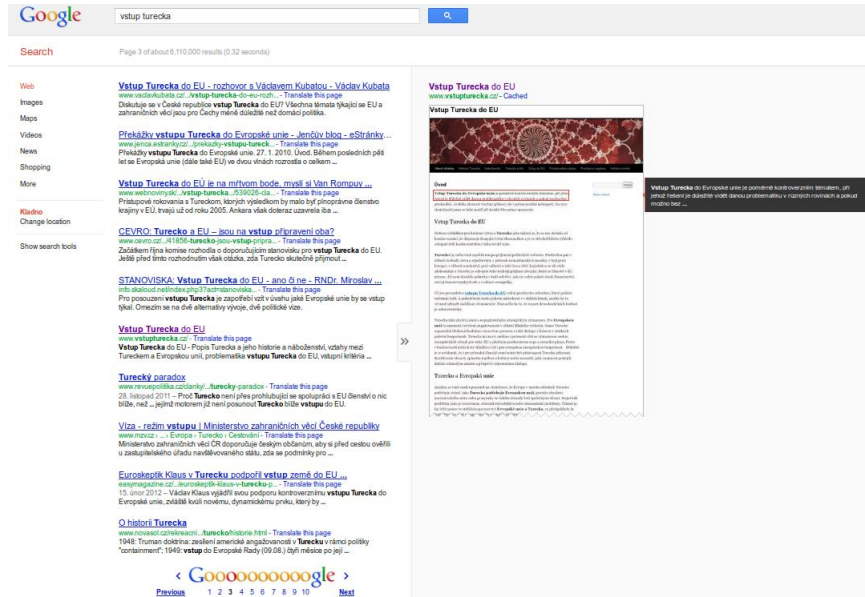 Google
vstup turecka
Search
Page 3 of about 6,110,000 results (0.32 seconds)
Web
Images
Maps
Videos
News
Shopping
More
Kladno
Change location
Show search tools
Vstup Turecka do EU - rozhovor s Václavem Kubatou - Václav Kubata
www.vaclavkubata.cz/.../vstup-turecka-do-eu-rozh... - Translate this page
Diskutuje se v České republice vstup Turecka do EU? Všechna témata týkající se EU a
zahraničních věcí jsou pro Čechy méně důležité než domácí politika.
Překážky vstupu Turecka do Evropské unie - Jenčův blog - eStránky...
www.jenca.estranky.cz/.../prekazky-vstupu-tureck... - Translate this page
Překážky vstupu Turecka do Evropské unie. 27. 1. 2010. Úvod. Během posledních pěti
let se Evropská unie (dále také EU) ve dvou vlnách rozrostla o celkem ...
Vstup Turecka do EÚ je na mŕtvom bode, myslí si Van Rompuy ...
www.webnoviny.sk/.../vstup-turecka.../539026-cla... - Translate this page
Prístupové rokovania s Tureckom, ktorých výsledkom by malo byť plnoprávne členstvo
krajiny v EÚ, trvajú už od roku 2005. Ankara však doteraz uzavrela iba ...
CEVRO: Turecko a EU – jsou na vstup připraveni oba?
www.cevro.cz/.../41856-turecko-jsou-vstup-pripra... - Translate this page
Začátkem října komise rozhodla o doporučujícím stanovisku pro vstup Turecka do EU.
Ještě před tímto rozhodnutím však otázka, zda Turecko skutečně přijmout ...
STANOVISKA: Vstup Turecka do EU - ano či ne - RNDr. Miroslav ...
info.skaloud.net/index.php3?act=stanoviska... - Translate this page
Pro posouzení vstupu Turecka je zapotřebí vzít v úvahu jaké Evropské unie by se vstup
týkal. Omezím se na dvě alternativy vývoje, dvě politické vize.
Vstup Turecka do EU
www.vstupturecka.cz/ - Translate this page
Vstup Turecka do EU - Popis Turecka a jeho historie a náboženství, vztahy mezi
Tureckem a Evropskou unií, problematika vstupu Turecka do EU, vstupní kritéria ...
Turecký paradox
www.revuepolitika.cz/clanky/.../turecky-paradox - Translate this page
28. listopad 2011 – Proč Turecko není přes prohlubující se spolupráci s EU členství o nic
blíže, než ... jejímž motorem již není posunout Turecko blíže vstupu do EU.
Víza - režim vstupu | Ministerstvo zahraničních věcí České republiky
www.mzv.cz › ... › Evropa › Turecko › Cestování - Translate this page
Ministerstvo zahraničních věcí ČR doporučuje českým občanům, aby si před cestou ověřili
u zastupitelského úřadu navštěvovaného státu, zda se podmínky pro ...
Euroskeptik Klaus v Turecku podpořil vstup země do EU ...
easymagazine.cz/.../euroskeptik-klaus-v-turecku-p... - Translate this page
15. únor 2012 – Václav Klaus vyjádřil svou podporu kontroverznímu vstupu Turecka do
Evropské unie, zvláště kvůli novému, dynamickému prvku, který by ...
O historii Turecka
www.novasol.cz/rekreacni.../turecko/historie.html - Translate this page
1948: Truman doktrina: zesílení americké angažovanosti v Turecku v rámci politiky
"containment"; 1949: vstup do Evropské Rady (09.08.) čtyři měsíce po její ...
‹ Goooooooooogle ›
Previous 1 2 3 4 5 6 7 8 9 10 Next
»
Vstup Turecka do EU
www.vstupturecka.cz/ - Cached
Vstup Turecka do EU
Úvod
Vstup Turecka do EU
Turecko a Evropská unie
Vstup Turecka do Evropské unie je poměrně kontroverzním tématem, při
jehož řešení je důležité vidět danou problematiku v různých rovinách a pokud
možno bez ...